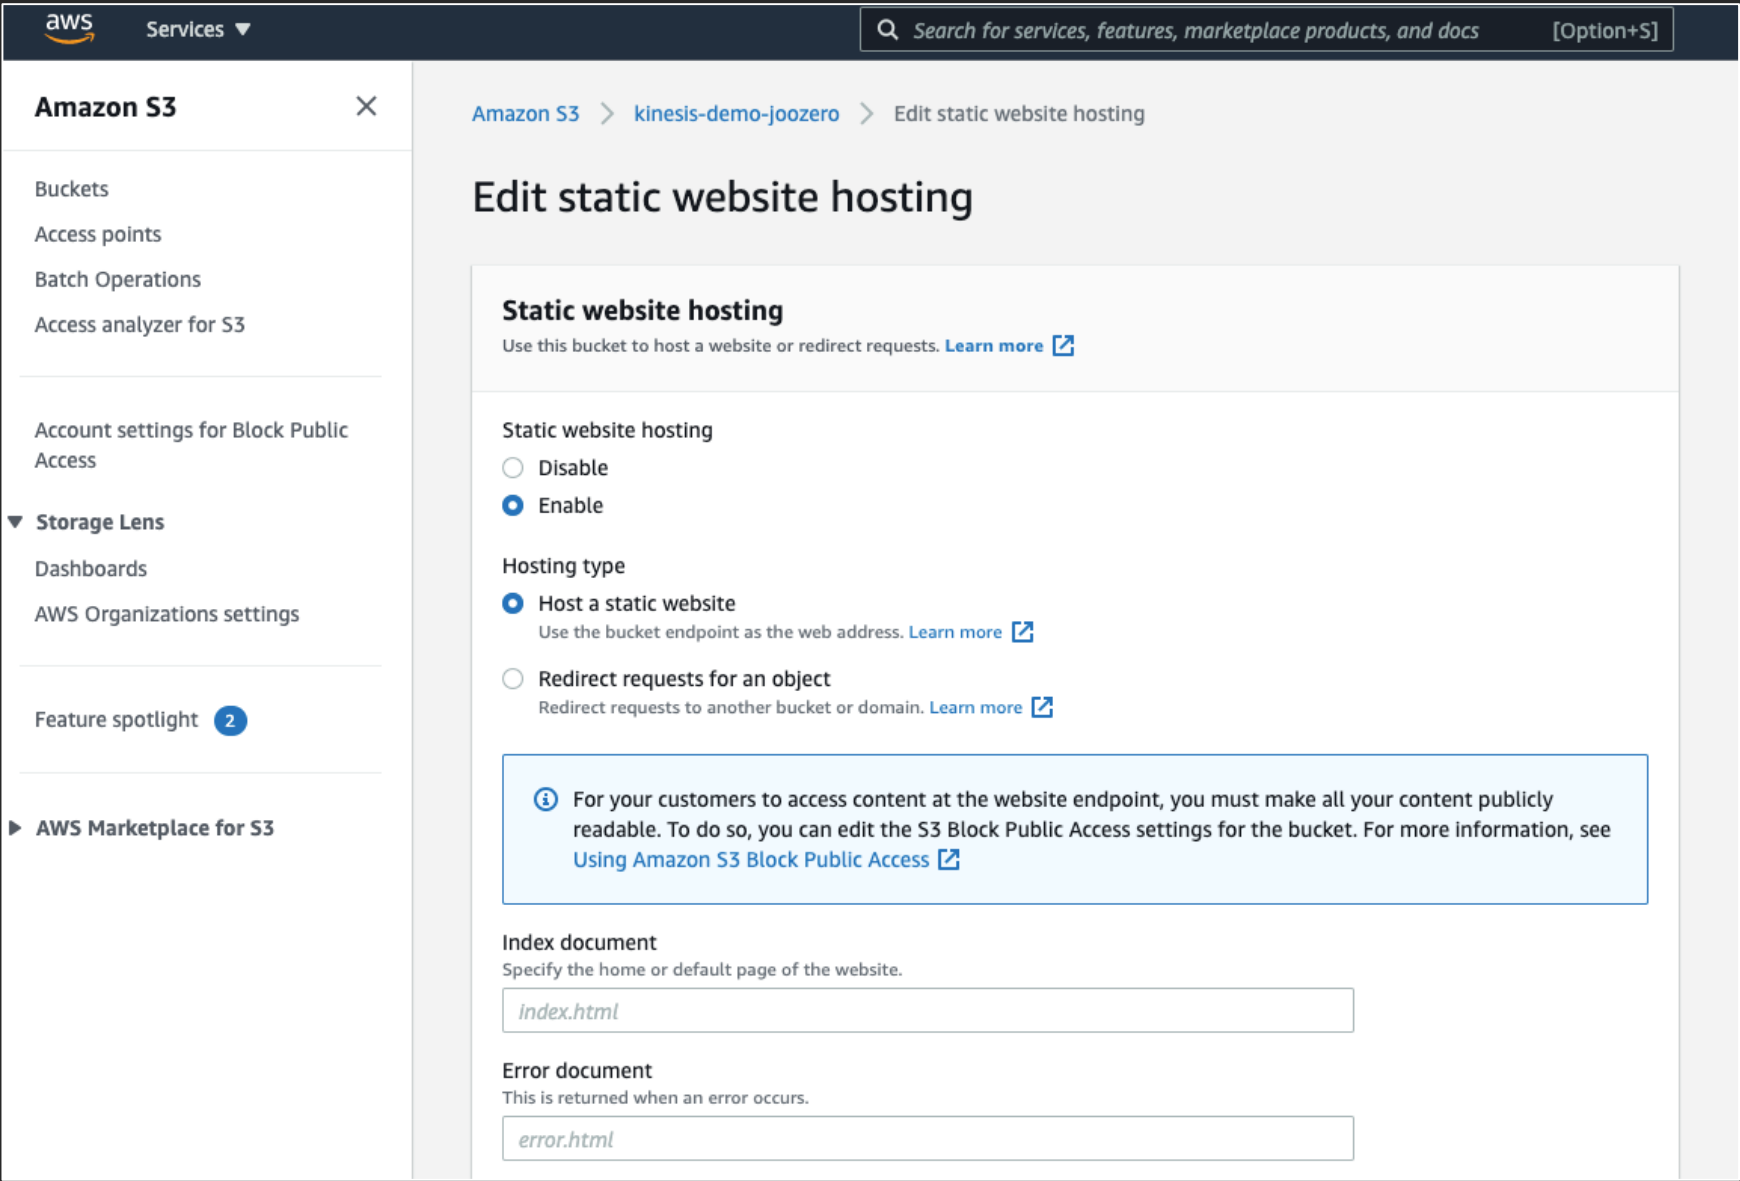 aws
Services
Search for services, features, marketplace products, and docs
[Option+S]
Amazon S3
Buckets
Access points
Batch Operations
Access analyzer for S3
Account settings for Block Public
Access
Storage Lens
Dashboards
AWS Organizations settings
Feature spotlight 2
AWS Marketplace for S3
Amazon S3 > kinesis-demo-joozero > Edit static website hosting
Edit static website hosting
Static website hosting
Use this bucket to host a website or redirect requests. Learn more
Static website hosting
Disable
Enable
Hosting type
Host a static website
Use the bucket endpoint as the web address. Learn more
Redirect requests for an object
Redirect requests to another bucket or domain. Learn more
For your customers to access content at the website endpoint, you must make all your content publicly
readable. To do so, you can edit the S3 Block Public Access settings for the bucket. For more information, see
Using Amazon S3 Block Public Access
Index document
Specify the home or default page of the website.
index.html
Error document
This is returned when an error occurs.
error.html